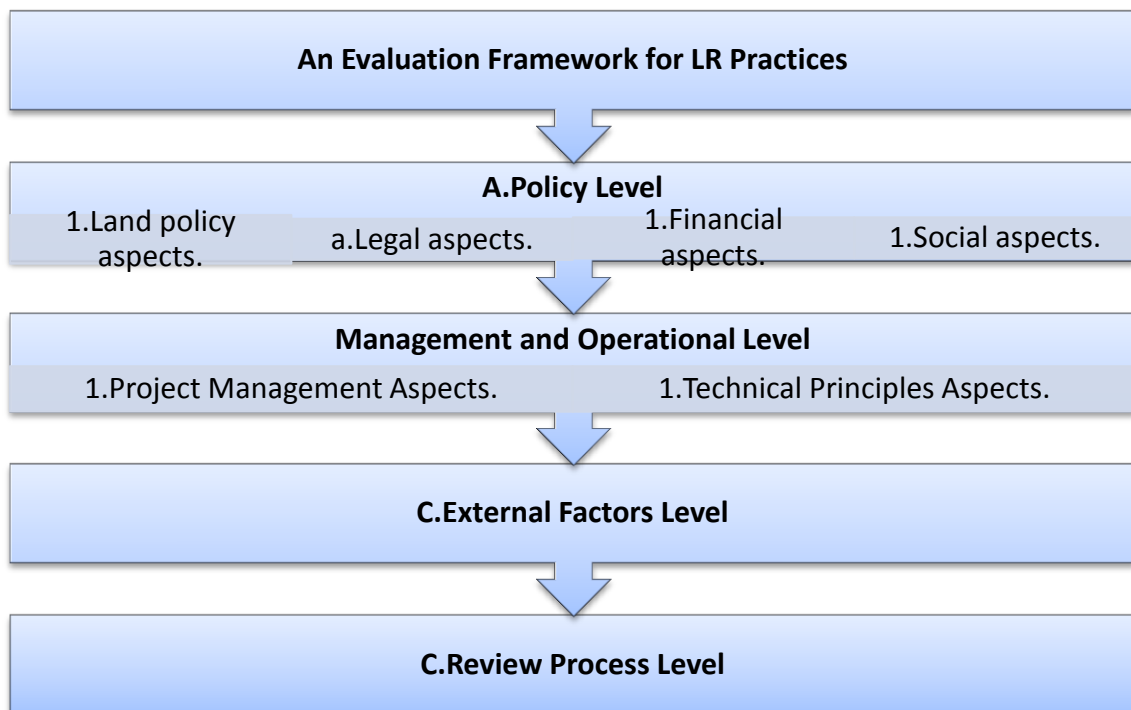 An Evaluation Framework for LR Practices
A.Policy Level
1.Land policy
aspects.
a.Legal aspects.
1.Financial
aspects.
1.Social aspects.
Management and Operational Level
1.Project Management Aspects.
1.Technical Principles Aspects.
C.External Factors Level
C.Review Process Level